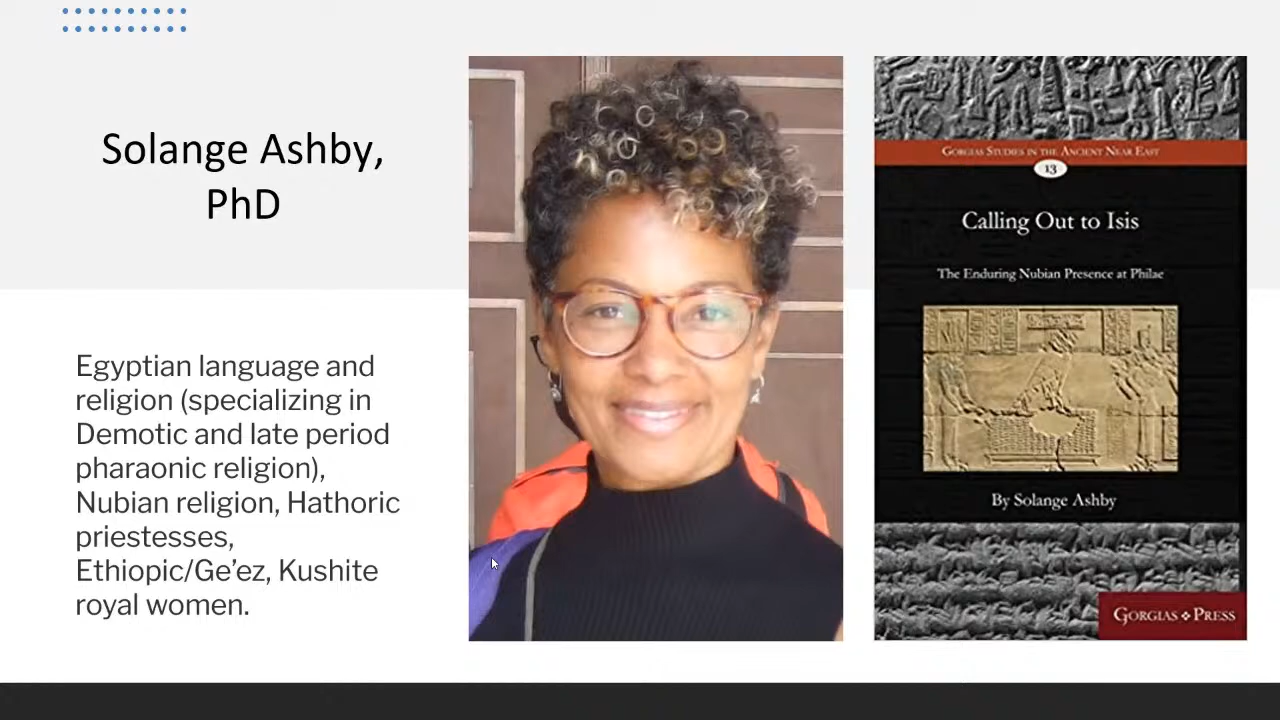 Solange Ashby,
PhD
Egyptian language and
religion (specializing in
Demotic and late period
pharaonic religion),
Nubian religion, Hathoric
priestesses,
Ethiopic/Ge’ez, Kushite
royal women.
Gorgias Studies in the Ancient Near East
13
Calling Out to Isis
The Enduring Nubian Presence at Philae
By Solange Ashby
Gorgias Press